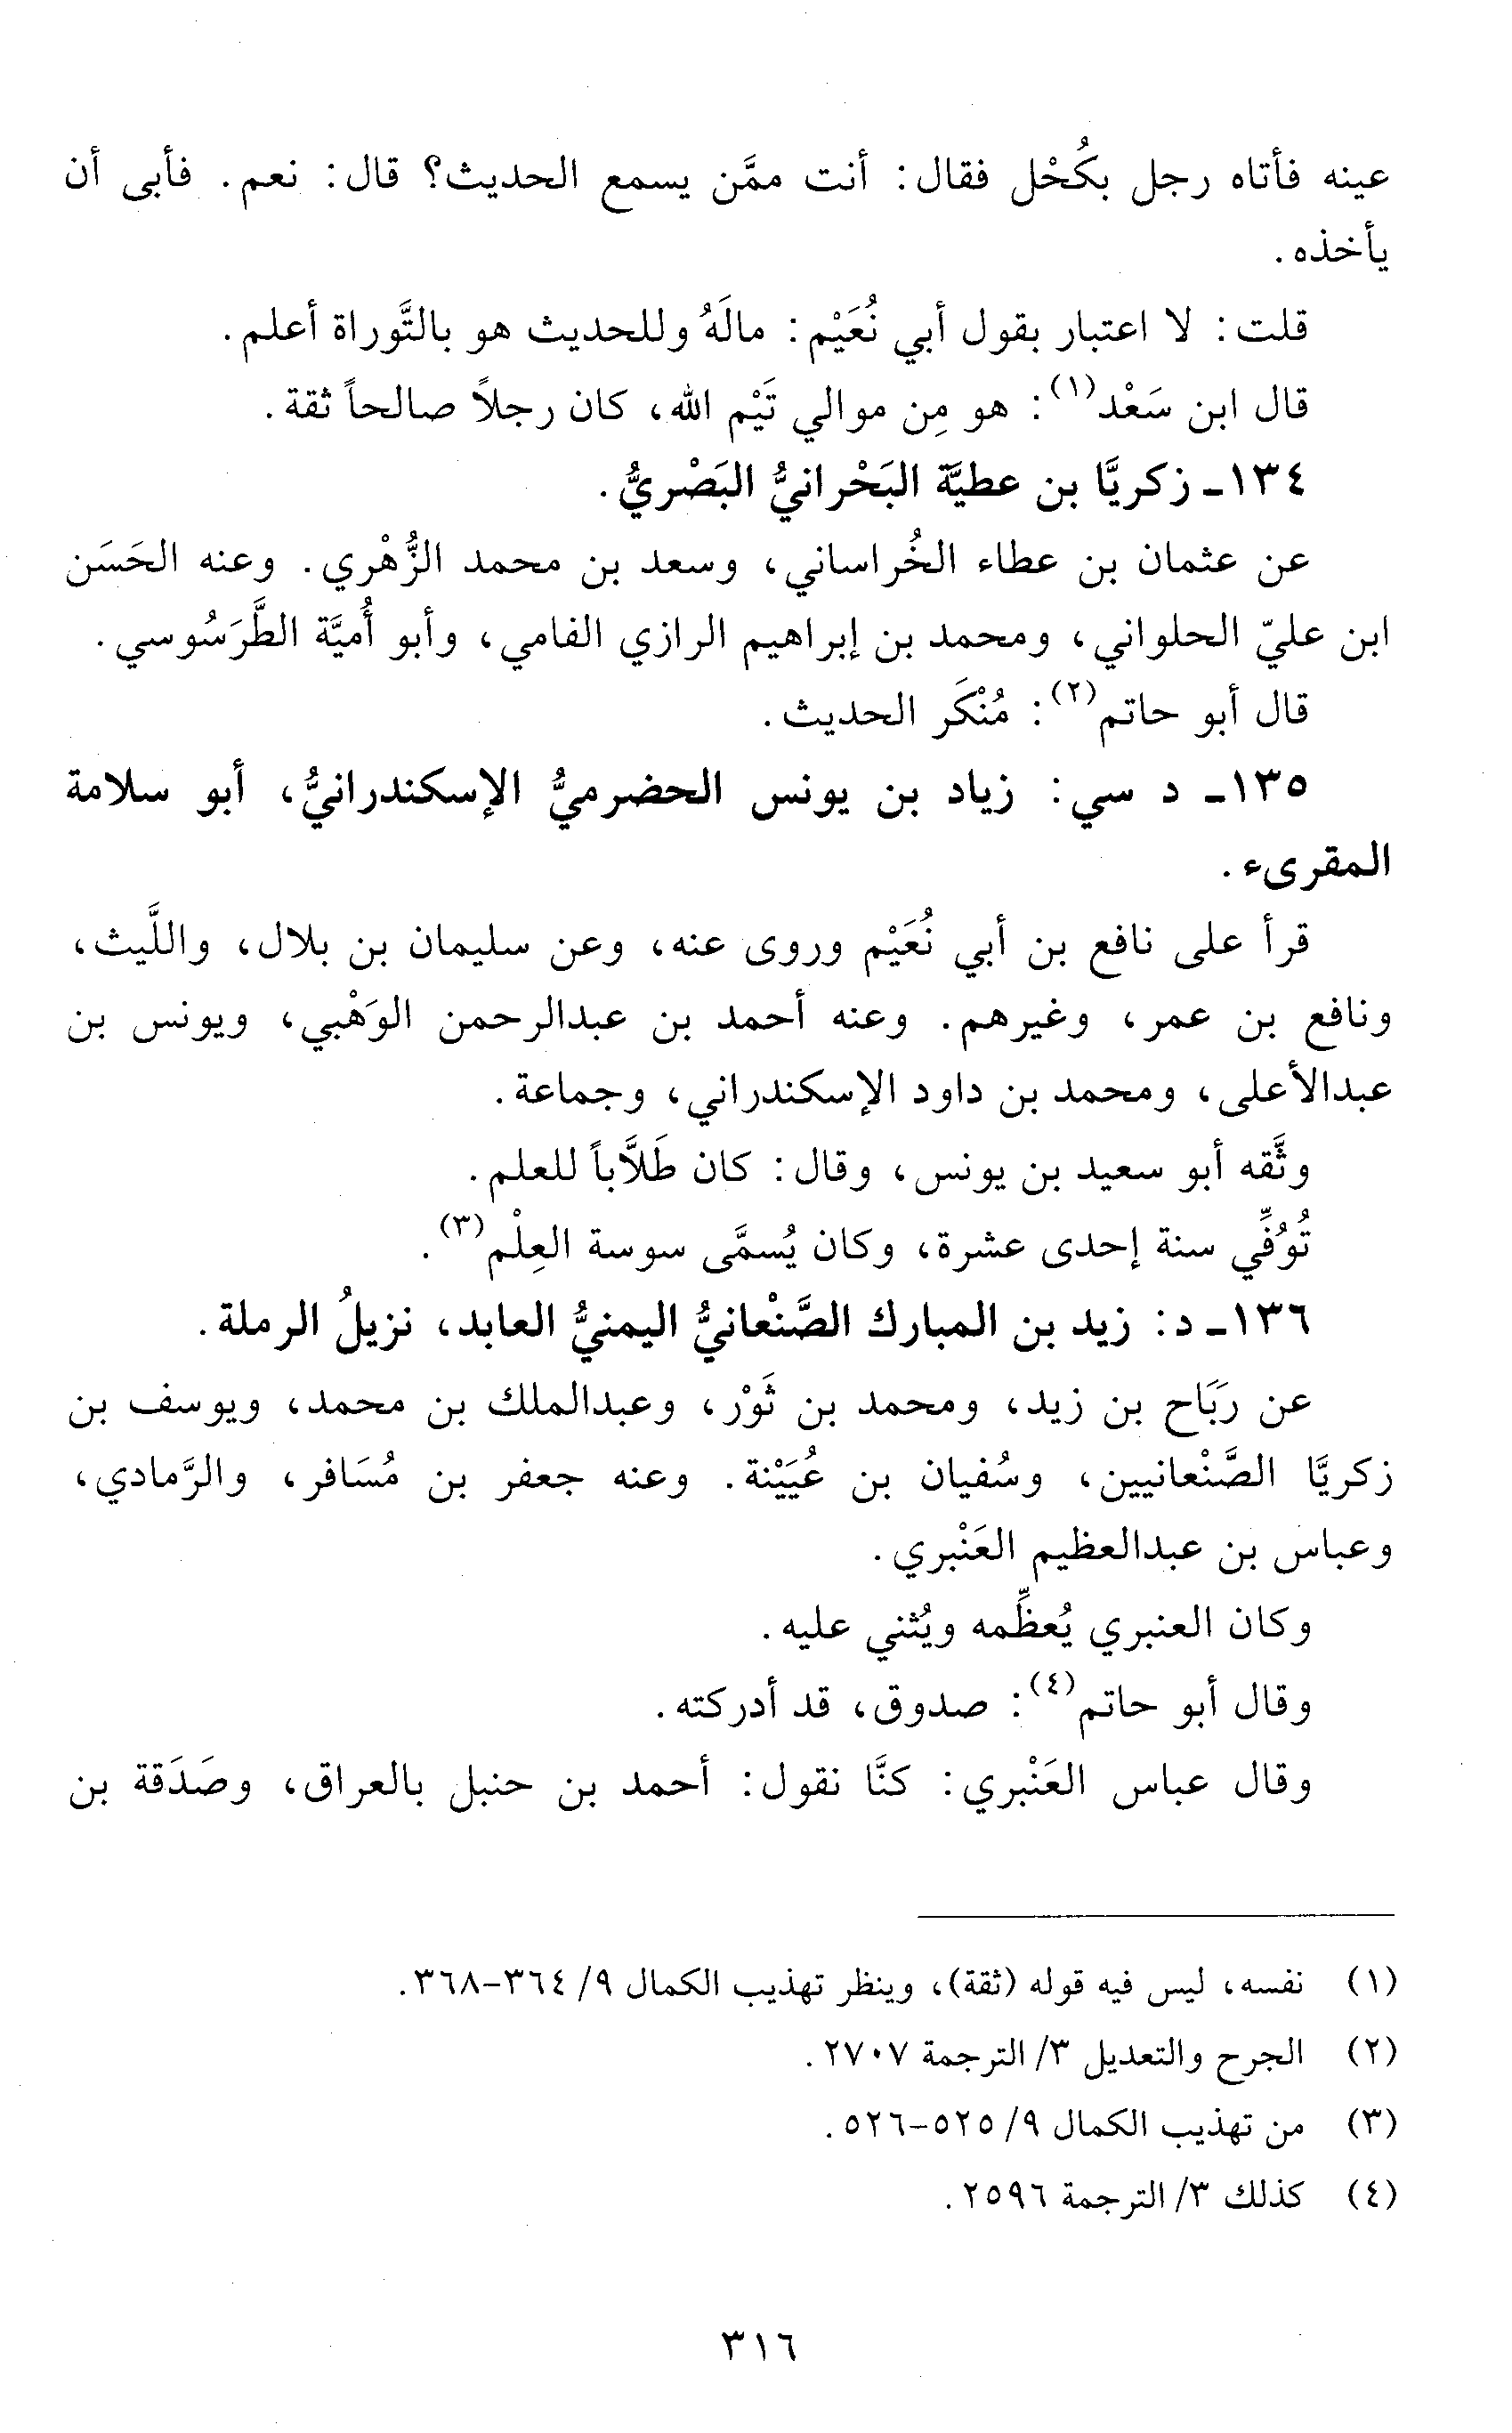 عينه فأتاه رجل بكُحْل فقال: أنت ممَّن يسمع الحديث؟ قال: نعم. فأبى أن
يأخذه.
قلت: لا اعتبار بقول أبي نُعَيْم: مالَهُ وللحديث هو بالتَّوراة أعلم.
قال ابن سَعْد(١): هو مِن موالي تَيْم الله، كان رجلاً صالحاً ثقة.
١٣٤ـ زكريَّا بن عطيَّة البَحْرانيُّ البَصْريُّ.
عن عثمان بن عطاء الخُراساني، وسعد بن محمد الزُّهْري. وعنه الحَسَن
ابن عليّ الحلواني، ومحمد بن إبراهيم الرازي الفامي، وأبو أُميَّة الطَّرَسُوسي.
قال أبو حاتم(٢): مُنْكَر الحديث.
١٣٥ـ د سي: زياد بن يونس الحضرميُّ الإسكندرانيُّ، أبو سلامة
المقرىء.
قرأ على نافع بن أبي نُعَيْم وروى عنه، وعن سليمان بن بلال، واللَّيث،
ونافع بن عمر، وغيرهم. وعنه أحمد بن عبدالرحمن الوَهْبي، ويونس بن
عبدالأعلى، ومحمد بن داود الإسكندراني، وجماعة.
وثَّقه أبو سعيد بن يونس، وقال: كان طَلاَّباً للعلم.
تُوُفِّي سنة إحدى عشرة، وكان يُسمَّى سوسة العِلْم(٣).
١٣٦ـ د: زيد بن المبارك الصَّنْعانيُّ اليمنيُّ العابد، نزيلُ الرملة.
عن رَبَاح بن زيد، ومحمد بن ثَوْر، وعبدالملك بن محمد، ويوسف بن
زكريَّا الصَّنْعانيين، وسُفيان بن عُيَيْنة. وعنه جعفر بن مُسَافر، والرَّمادي،
وعباس بن عبدالعظيم العَنْبري.
وكان العنبري يُعظِّمه ويُثني عليه.
وقال أبو حاتم(٤): صدوق، قد أدركته.
وقال عباس العَنْبري: كنَّا نقول: أحمد بن حنبل بالعراق، وصَدَقة بن
(١) نفسه، ليس فيه قوله (ثقة)، وينظر تهذيب الكمال ٩/ ٣٦٤-٣٦٨.
(٢) الجرح والتعديل ٣/ الترجمة ٢٧٠٧.
(٣) من تهذيب الكمال ٩/ ٥٢٥-٥٢٦.
(٤) كذلك ٣/ الترجمة ٢٥٩٦.
٣١٦